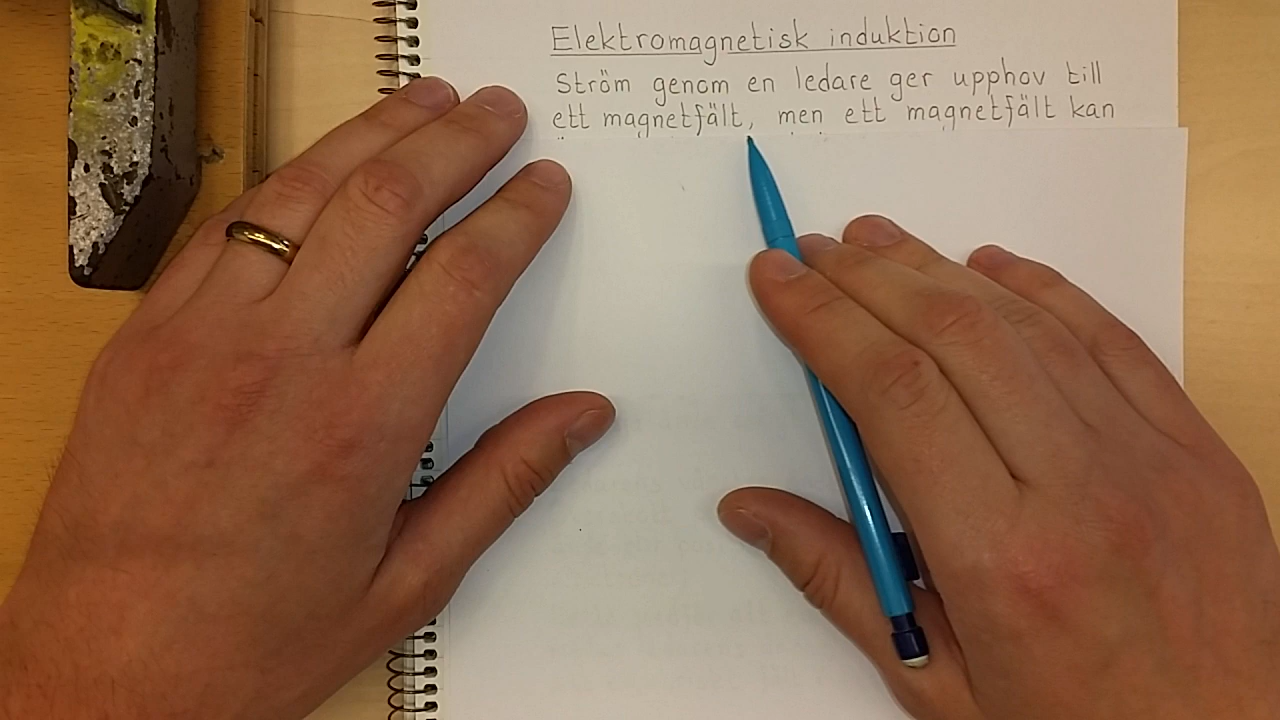 Elektromagnetisk induktion
Ström genom en ledare ger upphov till
ett magnetfält, men ett magnetfält kan